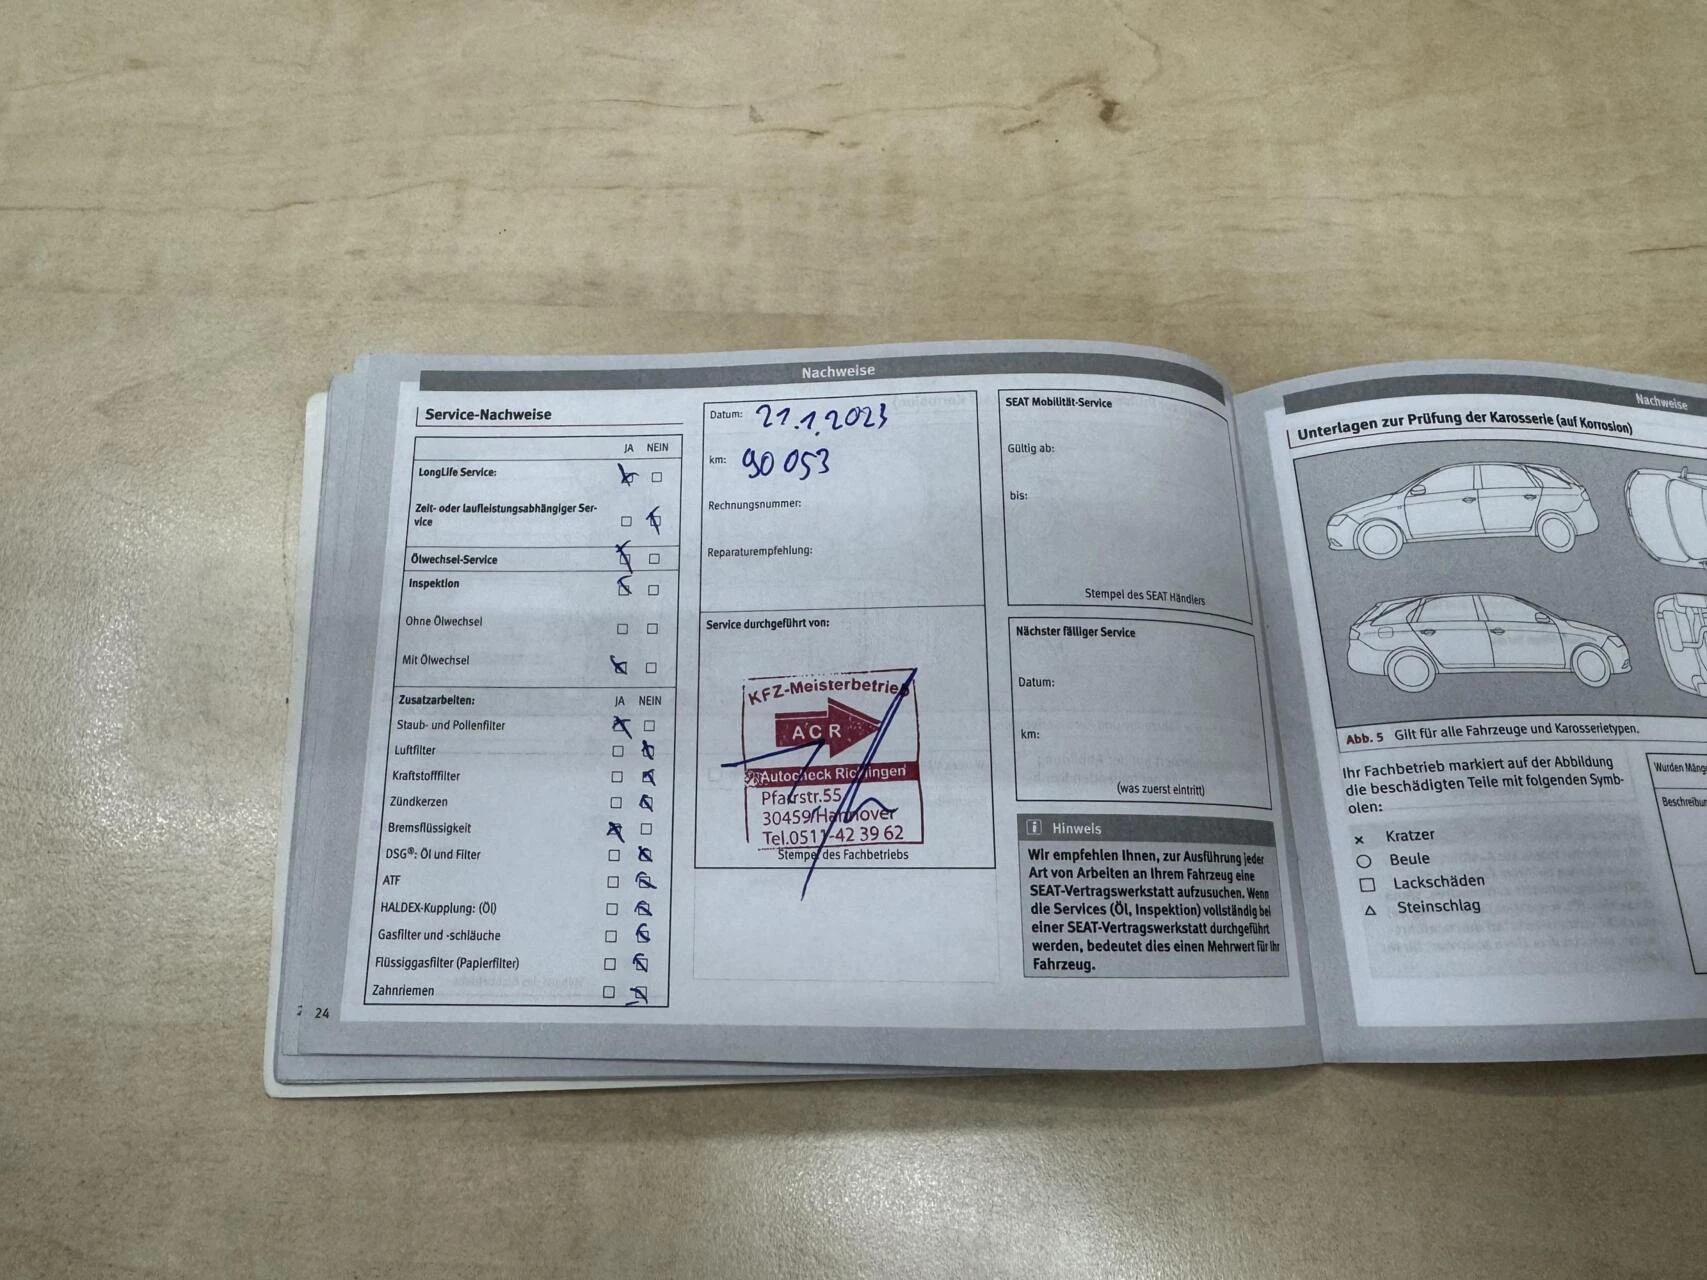 Nachweise
Service-Nachweise
JA NEIN
LongLife Service:
Zeit- oder laufleistungsabhängiger Ser-
vice
Ölwechsel-Service
Inspektion
Ohne Ölwechsel
Mit Ölwechsel
Zusatzarbeiten: JA NEIN
Staub- und Pollenfilter
Luftfilter
Kraftstofffilter
Zündkerzen
Bremsflüssigkeit
DSG®: Öl und Filter
ATF
HALDEX-Kupplung: (Öl)
Gasfilter und -schläuche
Flüssiggasfilter (Papierfilter)
Zahnriemen
24
Datum: 21.1.2023
km: 90 053
Rechnungsnummer:
Reparaturempfehlung:
Service durchgeführt von:
KFZ-Meisterbetrieb
ACR
Autocheck Ricklingen
Pfarrstr.55
30459 Hannover
Tel.0511-42 39 62
Stempel des Fachbetriebs
SEAT Mobilität-Service
Gültig ab:
bis:
Stempel des SEAT Händlers
Nächster fälliger Service
Datum:
km:
(was zuerst eintritt)
i Hinweis
Wir empfehlen Ihnen, zur Ausführung jeder
Art von Arbeiten an Ihrem Fahrzeug eine
SEAT-Vertragswerkstatt aufzusuchen. Wenn
die Services (Öl, Inspektion) vollständig bei
einer SEAT-Vertragswerkstatt durchgeführt
werden, bedeutet dies einen Mehrwert für Ihr
Fahrzeug.
Nachweise
Unterlagen zur Prüfung der Karosserie (auf Korrosion)
Abb. 5 Gilt für alle Fahrzeuge und Karosserietypen.
Ihr Fachbetrieb markiert auf der Abbildung
die beschädigten Teile mit folgenden Symb-
olen:
Kratzer
Beule
Lackschäden
Steinschlag
Wurden